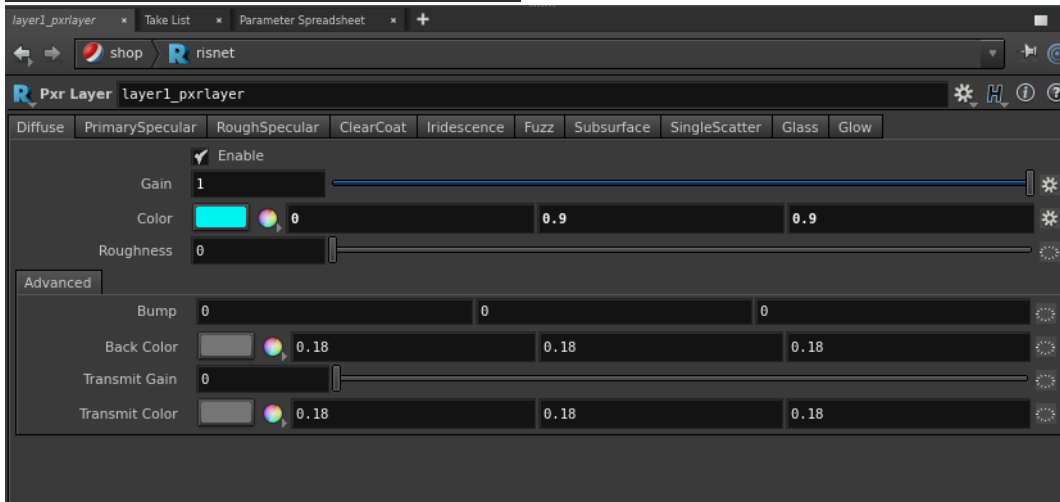 layer1_pxrlayer × Take List × Parameter Spreadsheet × +
shop risnet
R Pxr Layer layer1_pxrlayer
Diffuse PrimarySpecular RoughSpecular ClearCoat Iridescence Fuzz Subsurface SingleScatter Glass Glow
Enable
Gain 1
Color 0 0.9 0.9
Roughness 0
Advanced
Bump 0 0 0
Back Color 0.18 0.18 0.18
Transmit Gain 0
Transmit Color 0.18 0.18 0.18